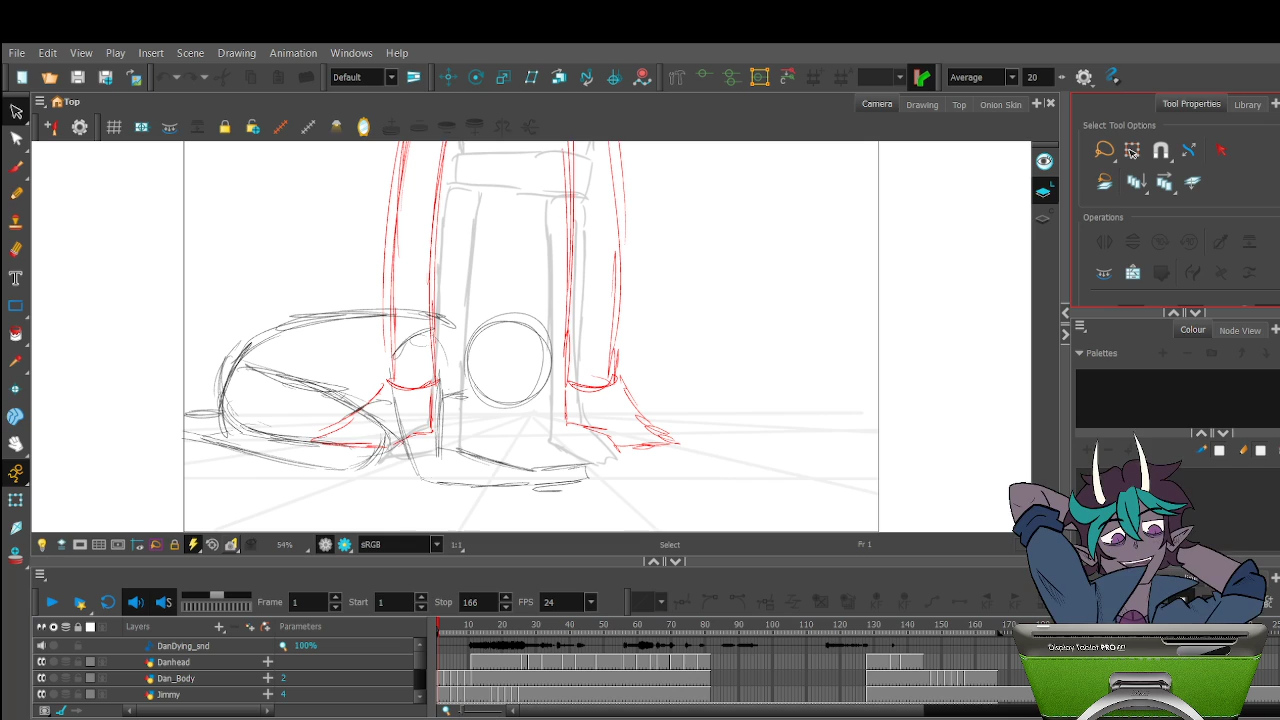 File Edit View Play Insert Scene Drawing Animation Windows Help
Default Average 20
Top Camera Drawing Top Onion Skin Tool Properties Library
Select Tool Options
Operations
Colour Node View
Palettes
54% sRGB 1:1 Select Fr 1
Frame 1 Start 1 Stop 166 FPS 24
Layers Parameters 10 20 30 40 50 60 70 80 90 100 110 120 130 140 150 160 170
DanDying_snd 100%
Danhead
Dan_Body 2
Jimmy 4